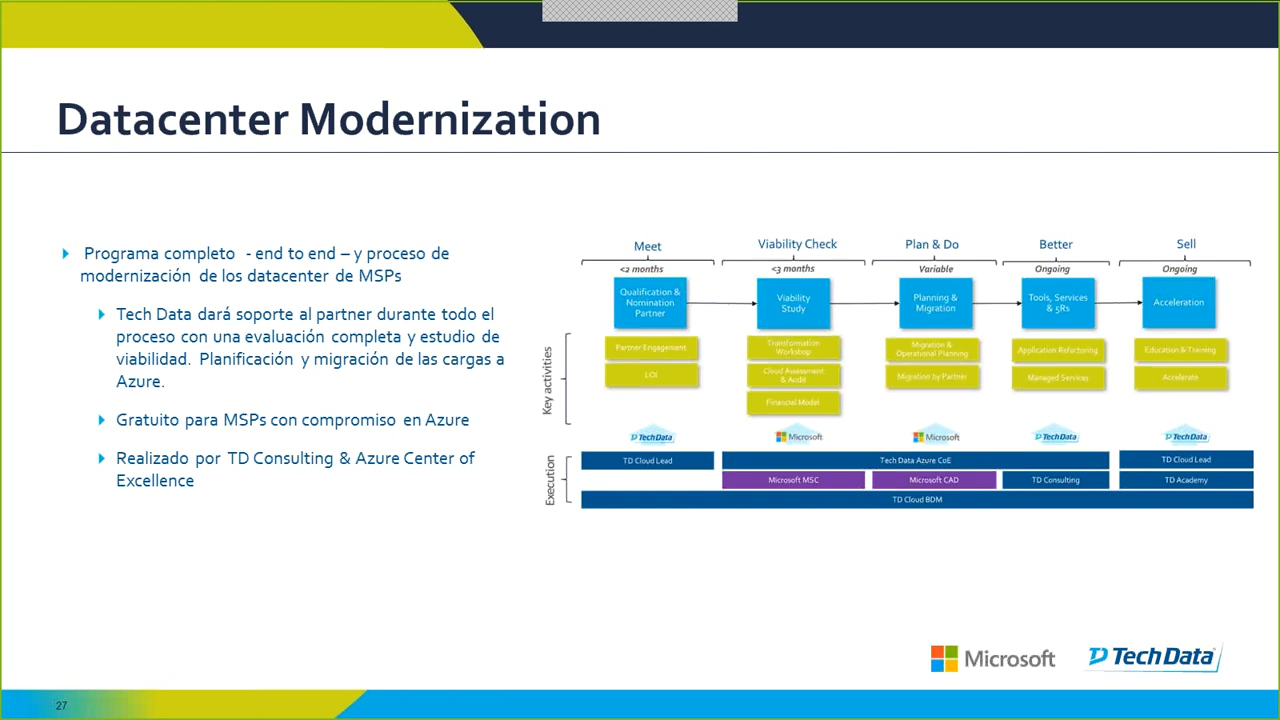 Datacenter Modernization
Programa completo - end to end – y proceso de
modernización de los datacenter de MSPs
Tech Data dará soporte al partner durante todo el
proceso con una evaluación completa y estudio de
viabilidad. Planificación y migración de las cargas a
Azure.
Gratuito para MSPs con compromiso en Azure
Realizado por TD Consulting & Azure Center of
Excellence
Meet
Viability Check
Plan & Do
Better
Sell
<2 months
<3 months
Variable
Ongoing
Ongoing
Qualification &
Nomination
Partner
Viability
Study
Planning &
Migration
Tools, Services
& 5Rs
Acceleration
Key activities
Partner Engagement
LOI
Transformation
Workshop
Cloud Assessment
& Audit
Financial Model
Migration &
Operational Planning
Migration by Partner
Application Refactoring
Managed Services
Education & Training
Accelerate
Tech Data
Microsoft
Microsoft
Tech Data
Tech Data
Execution
TD Cloud Lead
Tech Data Azure CoE
TD Cloud Lead
Microsoft MSC
Microsoft CAD
TD Consulting
TD Academy
TD Cloud BDM
Microsoft
Tech Data
27